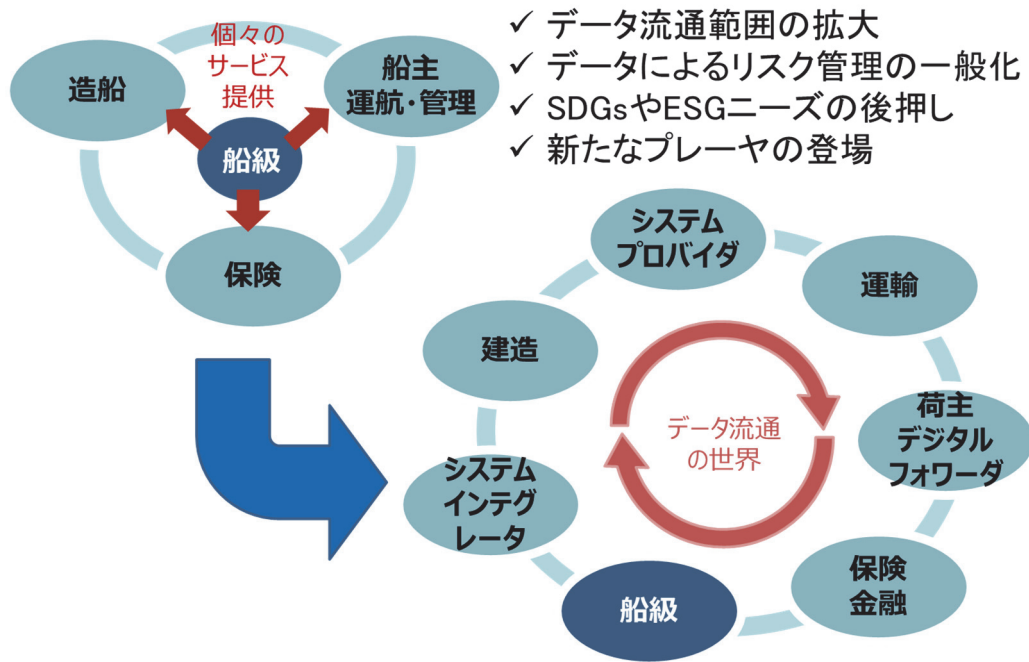 個々の
サービス
提供
造船
船主
運航・管理
船級
保険
✓ データ流通範囲の拡大
✓ データによるリスク管理の一般化
✓ SDGsやESGニーズの後押し
✓ 新たなプレーヤの登場
システム
プロバイダ
運輸
建造
荷主
デジタル
フォワーダ
データ流通
の世界
システム
インテグ
レータ
保険
金融
船級